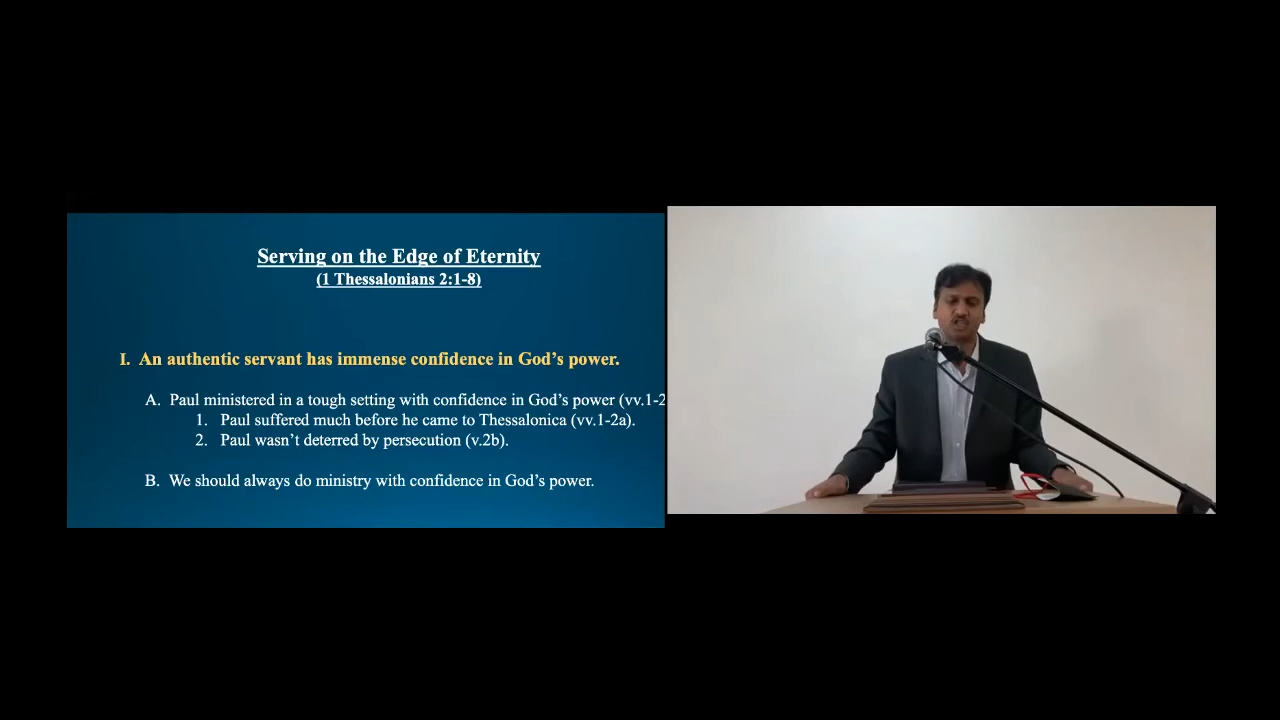 Serving on the Edge of Eternity
(1 Thessalonians 2:1-8)
I. An authentic servant has immense confidence in God’s power.
A. Paul ministered in a tough setting with confidence in God’s power (vv.1-2
1. Paul suffered much before he came to Thessalonica (vv.1-2a).
2. Paul wasn’t deterred by persecution (v.2b).
B. We should always do ministry with confidence in God’s power.